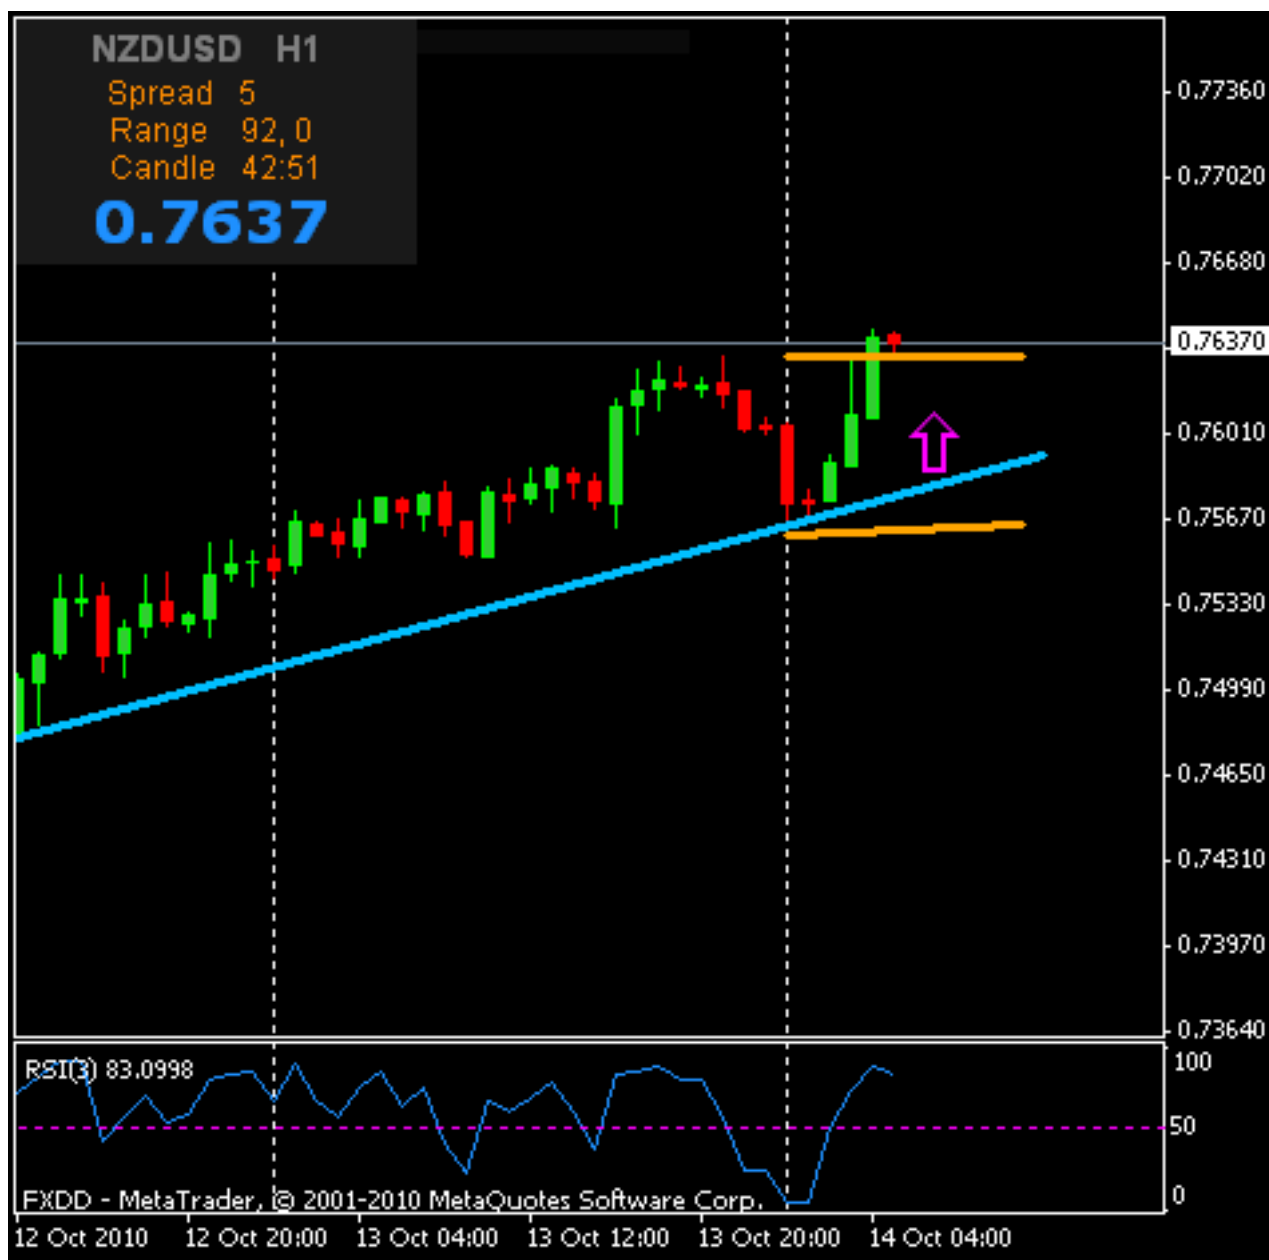 NZDUSD H1
Spread 5
Range 92,0
Candle 42:51
0.7637
0.77360
0.77020
0.76680
0.76370
0.76010
0.75670
0.75330
0.74990
0.74650
0.74310
0.73970
0.73640
RSI(3) 83.0998
100
50
0
FXDD - MetaTrader, © 2001-2010 MetaQuotes Software Corp.
12 Oct 2010 12 Oct 20:00 13 Oct 04:00 13 Oct 12:00 13 Oct 20:00 14 Oct 04:00